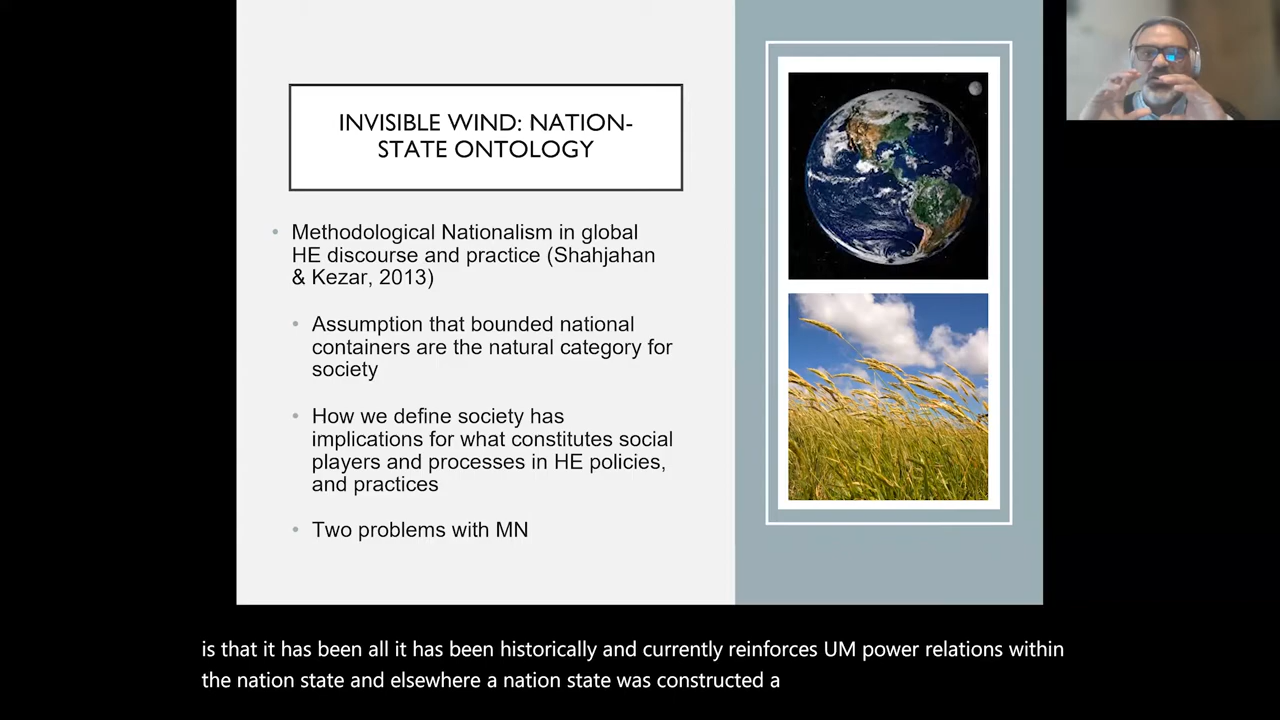 INVISIBLE WIND: NATION-
STATE ONTOLOGY
• Methodological Nationalism in global
HE discourse and practice (Shahjahan
& Kezar, 2013)
• Assumption that bounded national
containers are the natural category for
society
• How we define society has
implications for what constitutes social
players and processes in HE policies,
and practices
• Two problems with MN
is that it has been all it has been historically and currently reinforces UM power relations within
the nation state and elsewhere a nation state was constructed a